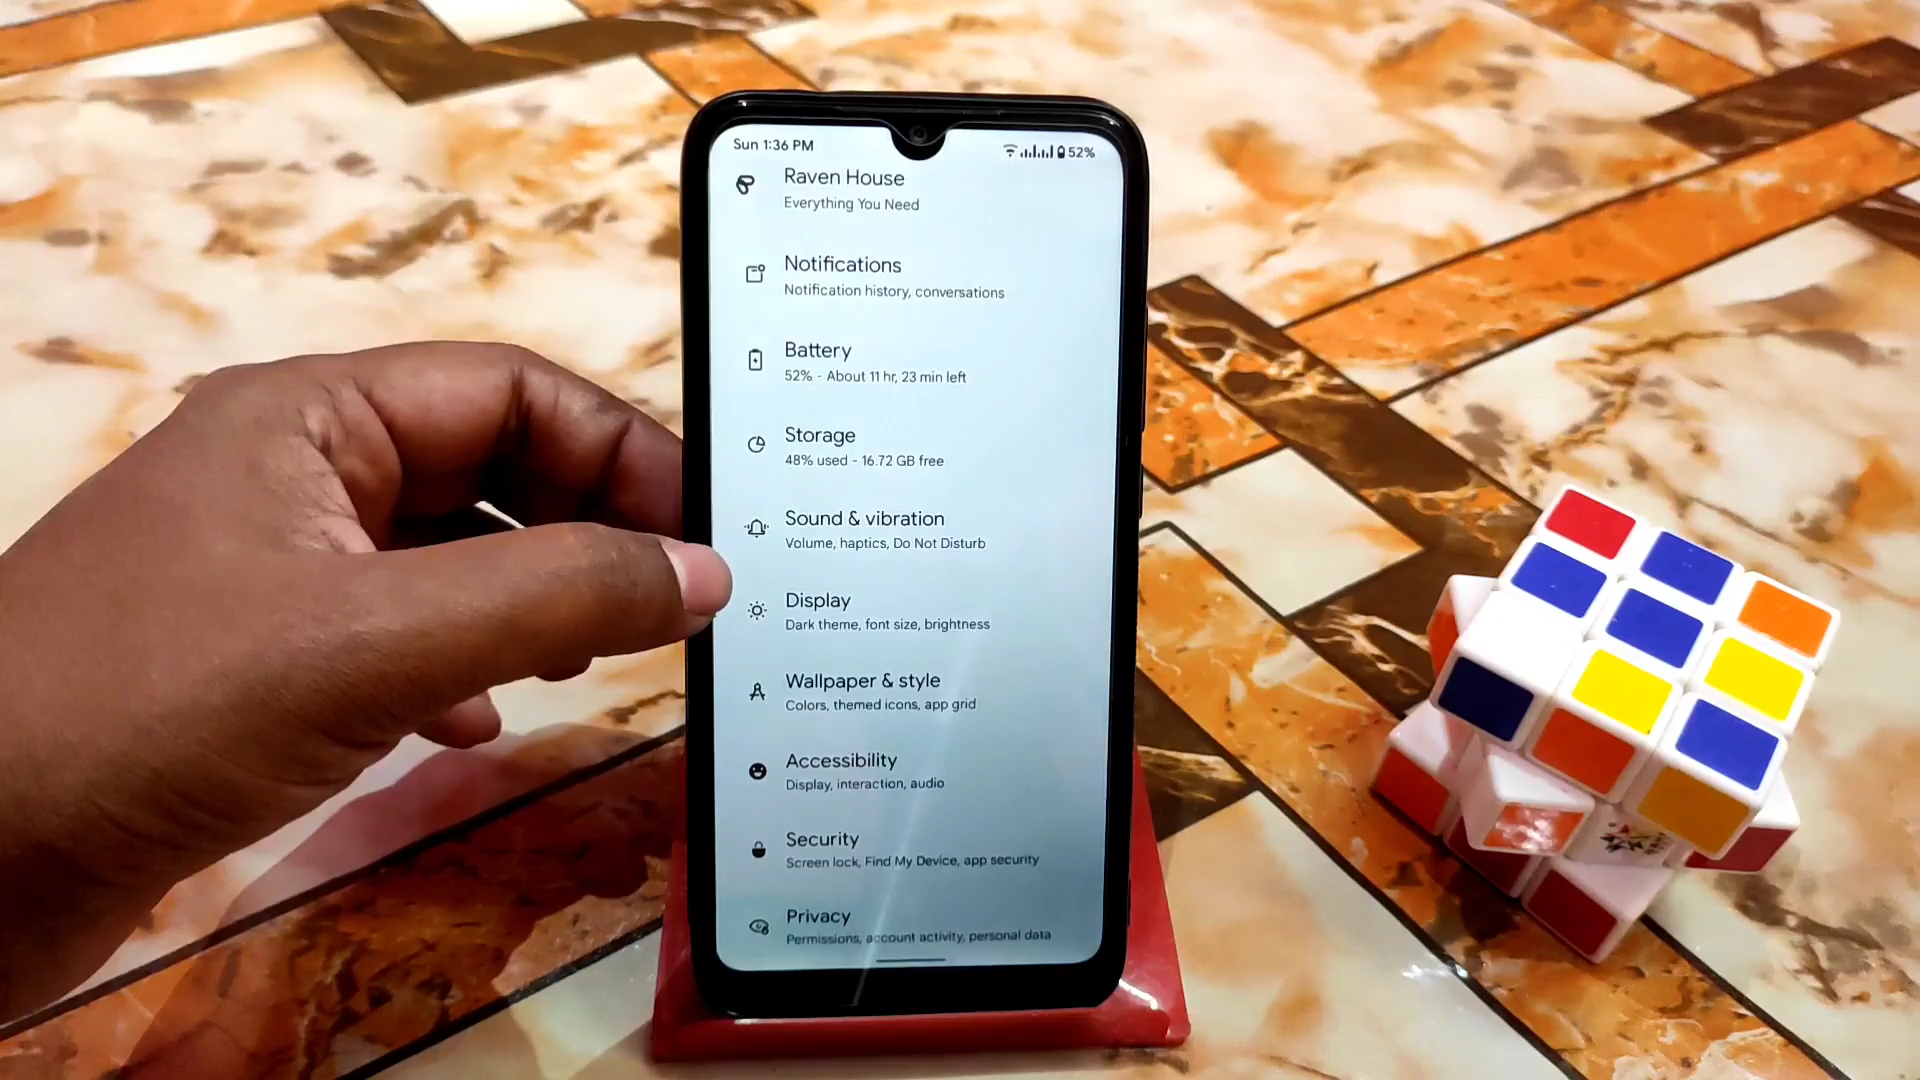 Sun 1:36 PM
52%
Raven House
Everything You Need
Notifications
Notification history, conversations
Battery
52% - About 11 hr, 23 min left
Storage
48% used - 16.72 GB free
Sound & vibration
Volume, haptics, Do Not Disturb
Display
Dark theme, font size, brightness
Wallpaper & style
Colors, themed icons, app grid
Accessibility
Display, interaction, audio
Security
Screen lock, Find My Device, app security
Privacy
Permissions, account activity, personal data